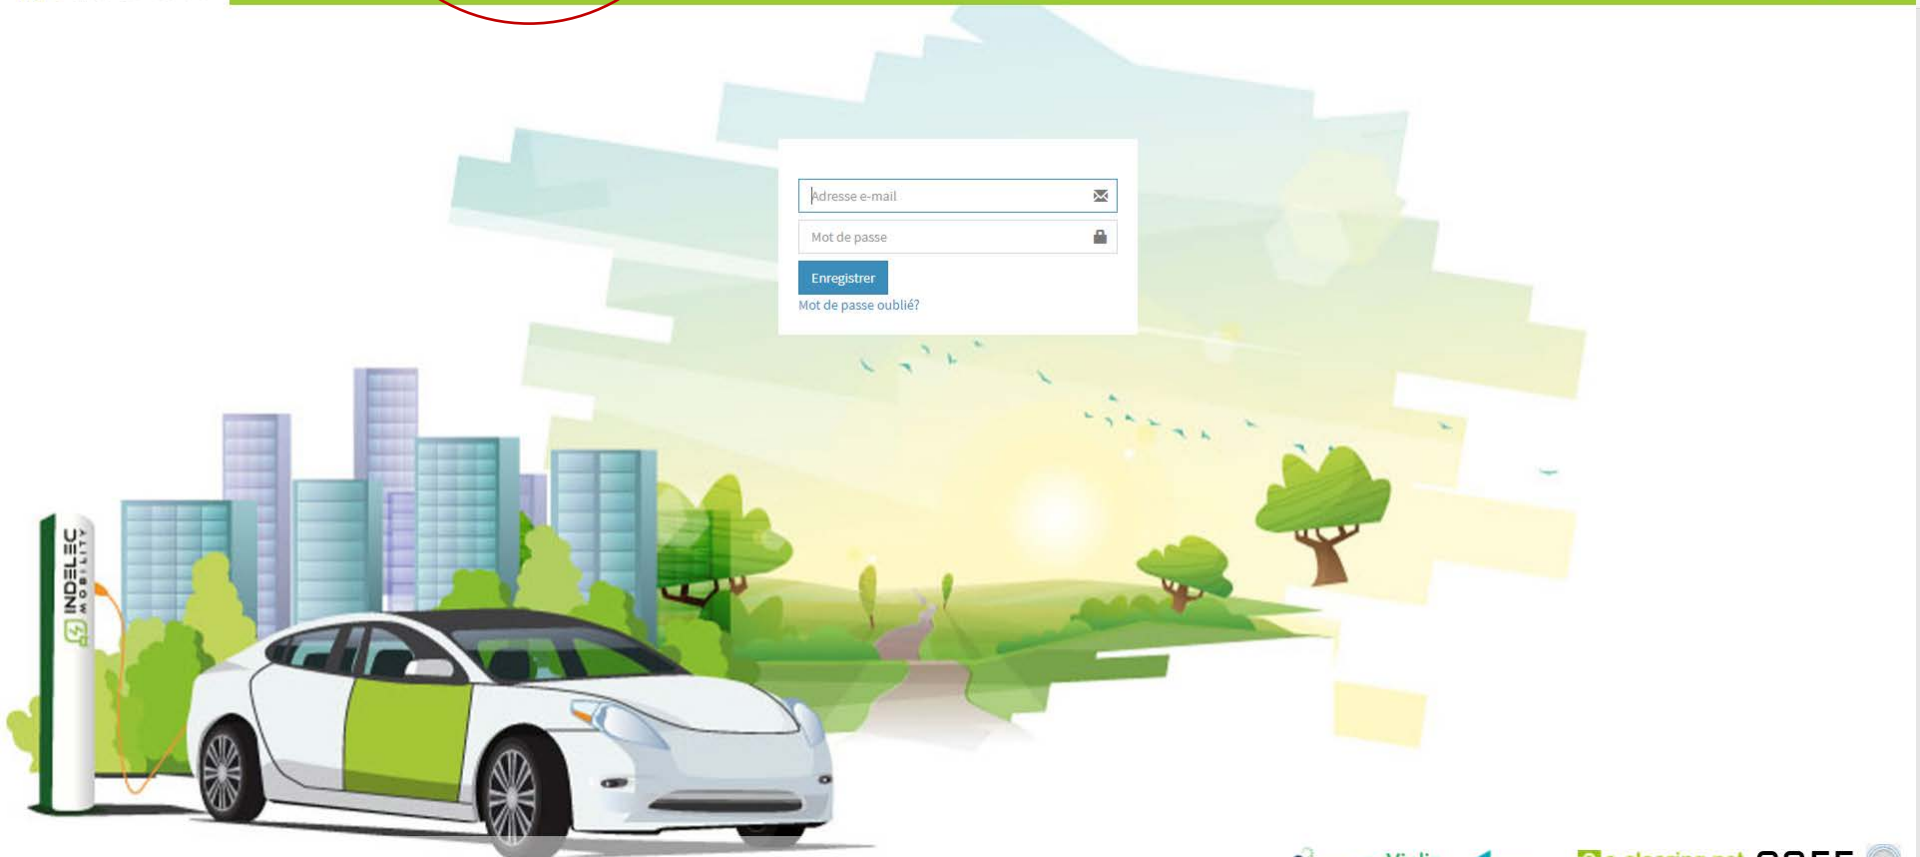 Adresse e-mail
Mot de passe
Enregistrer
Mot de passe oublié?
INDELEC
MOBILITY